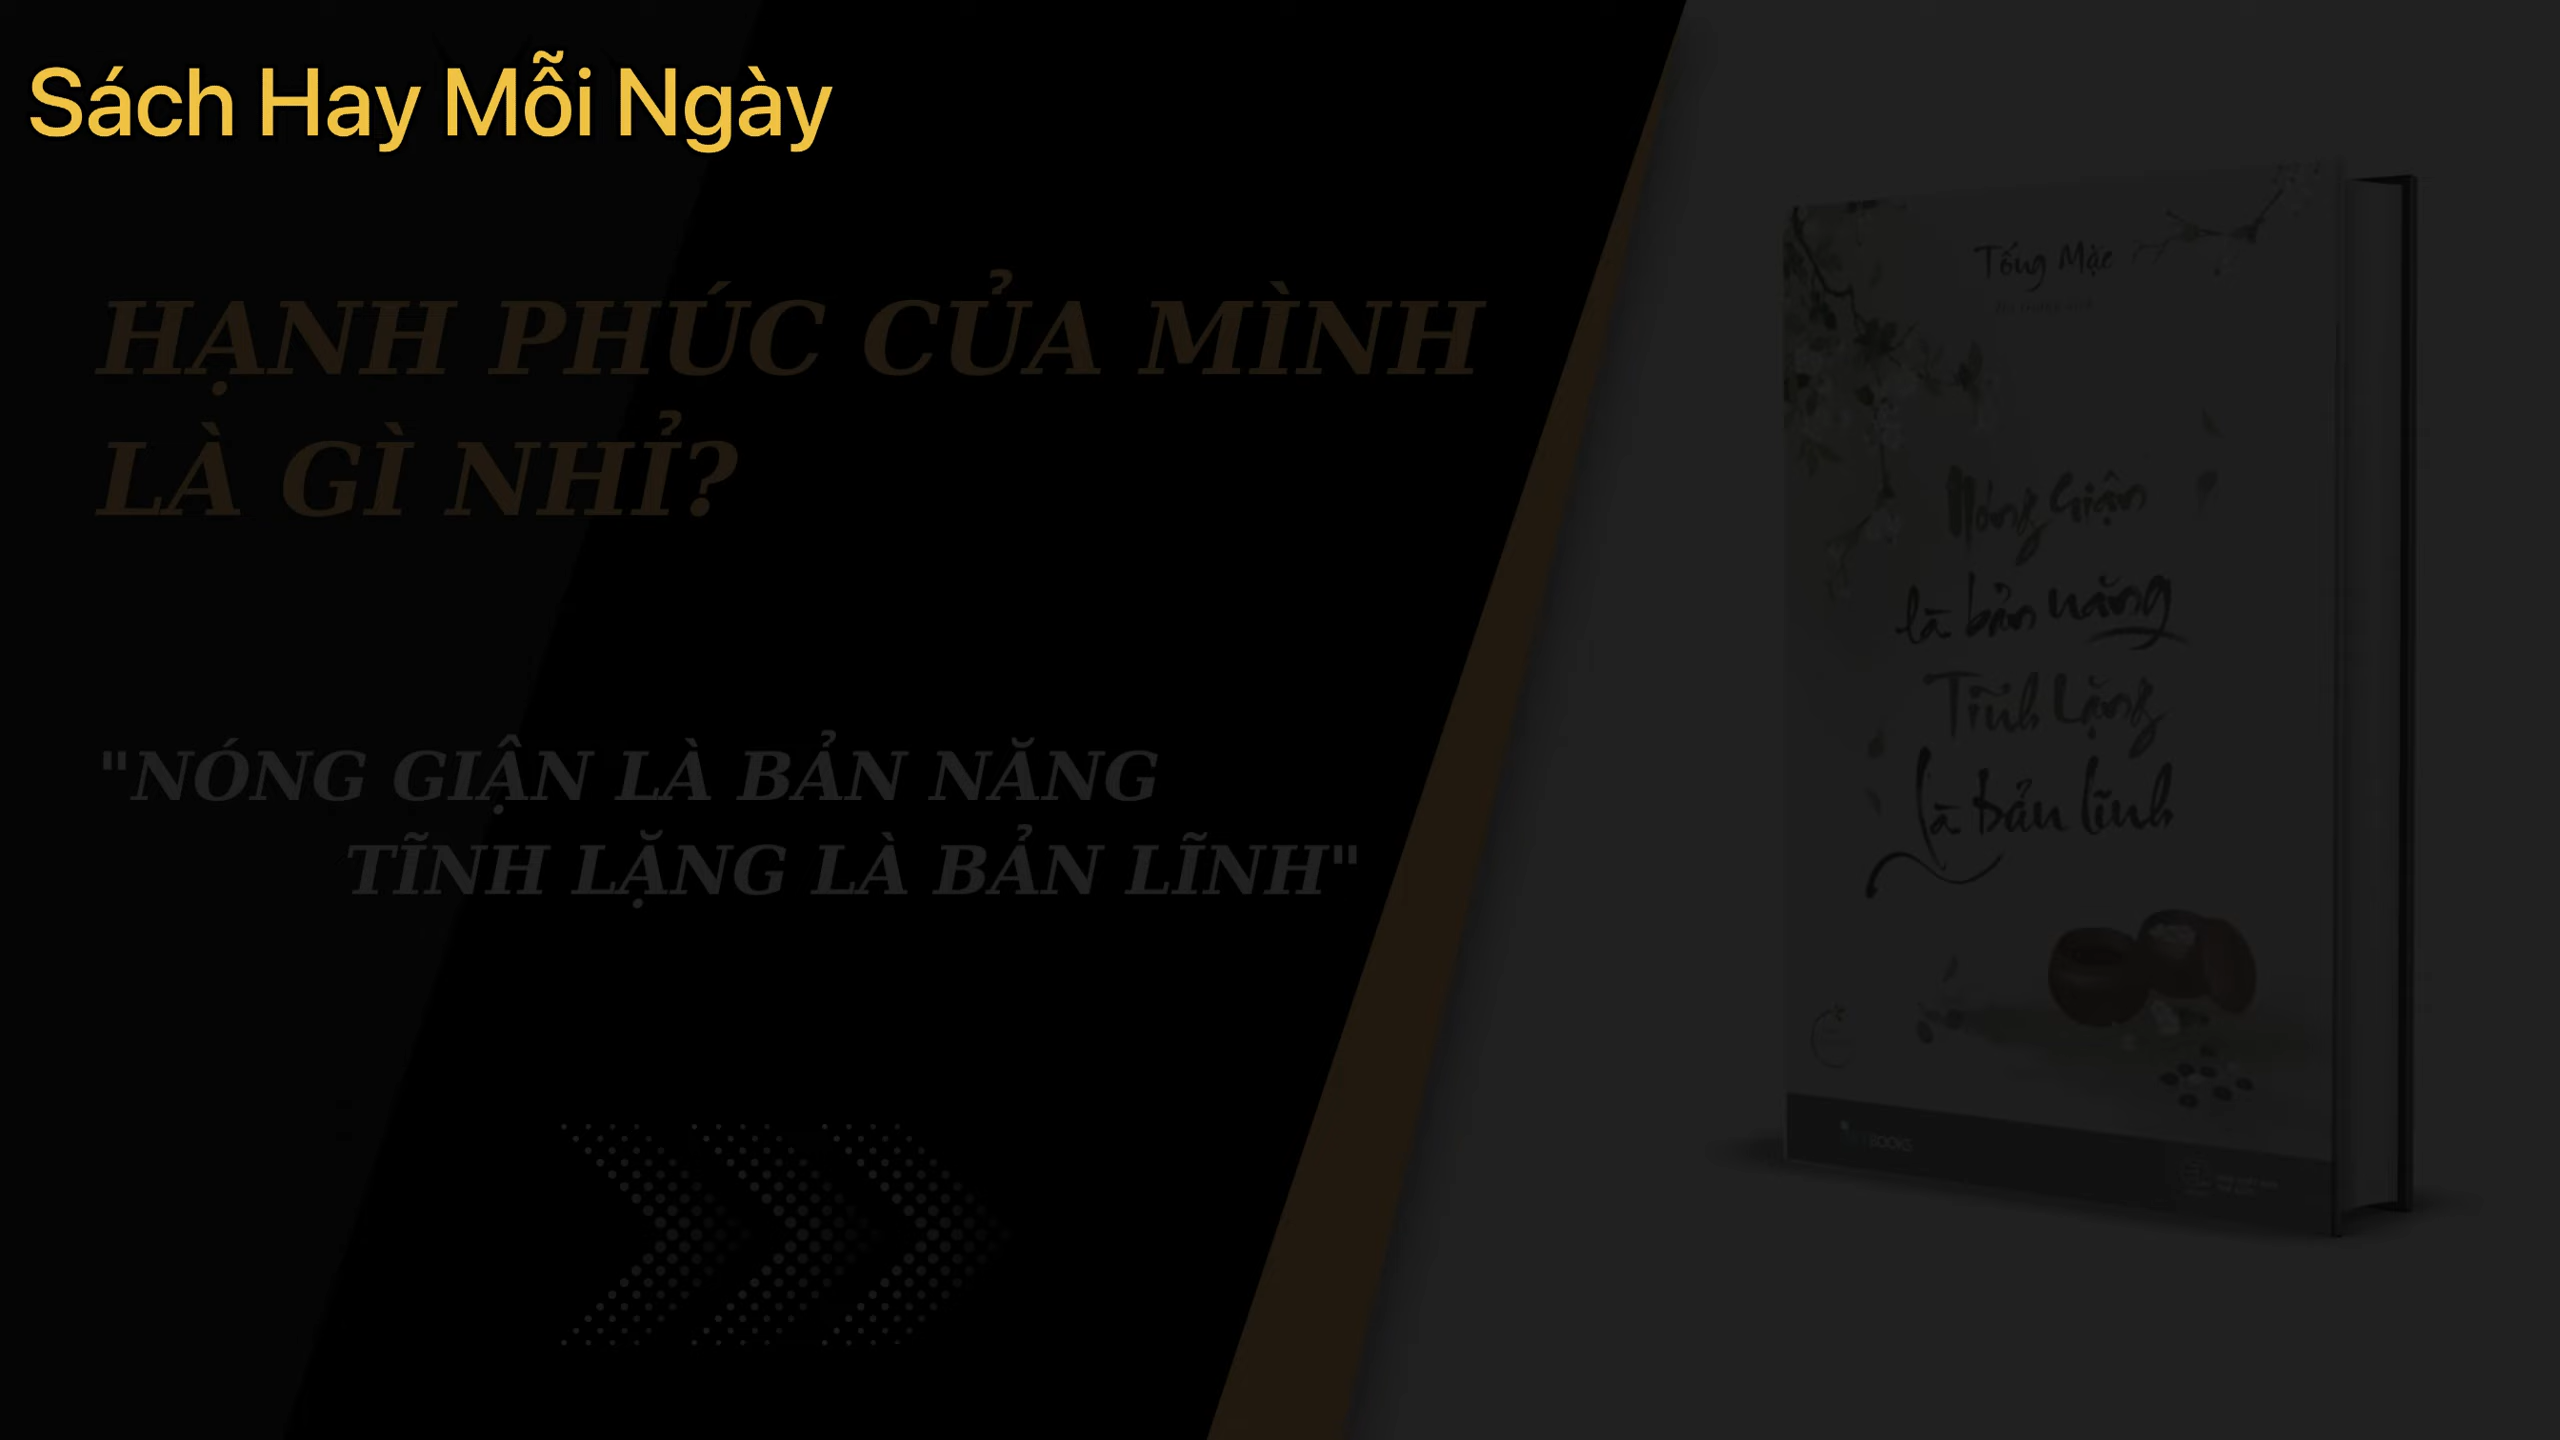 Sách Hay Mỗi Ngày
HẠNH PHÚC CỦA MÌNH
LÀ GÌ NHỈ?
"NÓNG GIẬN LÀ BẢN NĂNG
TĨNH LẶNG LÀ BẢN LĨNH"
Tống Mặc
Nóng Giận
là bản năng
Tĩnh Lặng
là bản lĩnh
BOOKS